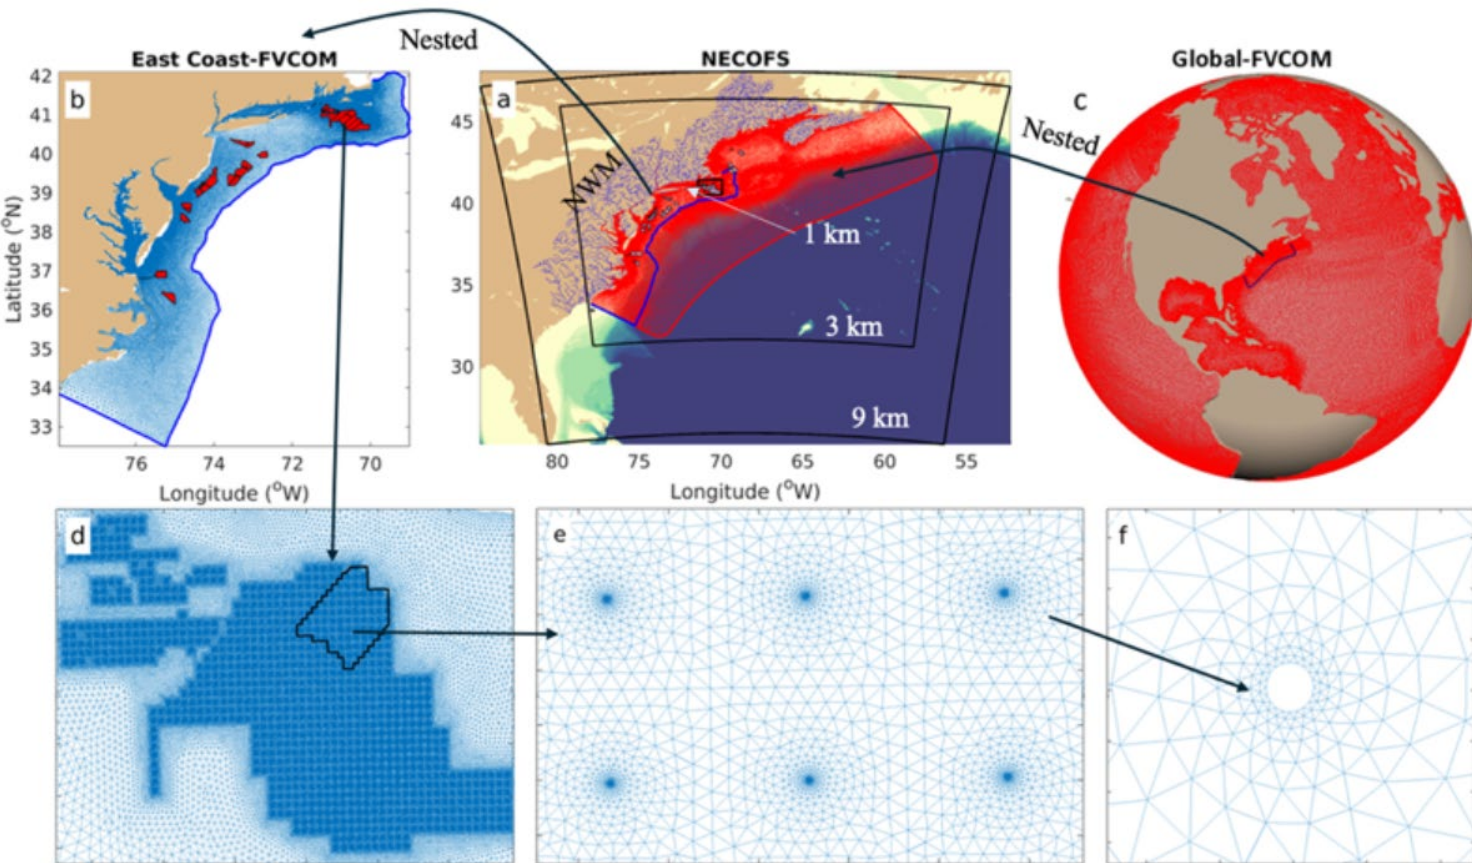 Nested
East Coast-FVCOM
NECOFS
Global-FVCOM
b
a
c
Nested
NWM
1 km
3 km
9 km
42
41
40
39
38
37
36
35
34
33
Latitude (°N)
76 74 72 70
Longitude (°W)
45
40
35
30
80 75 70 65 60 55
Longitude (°W)
d
e
f